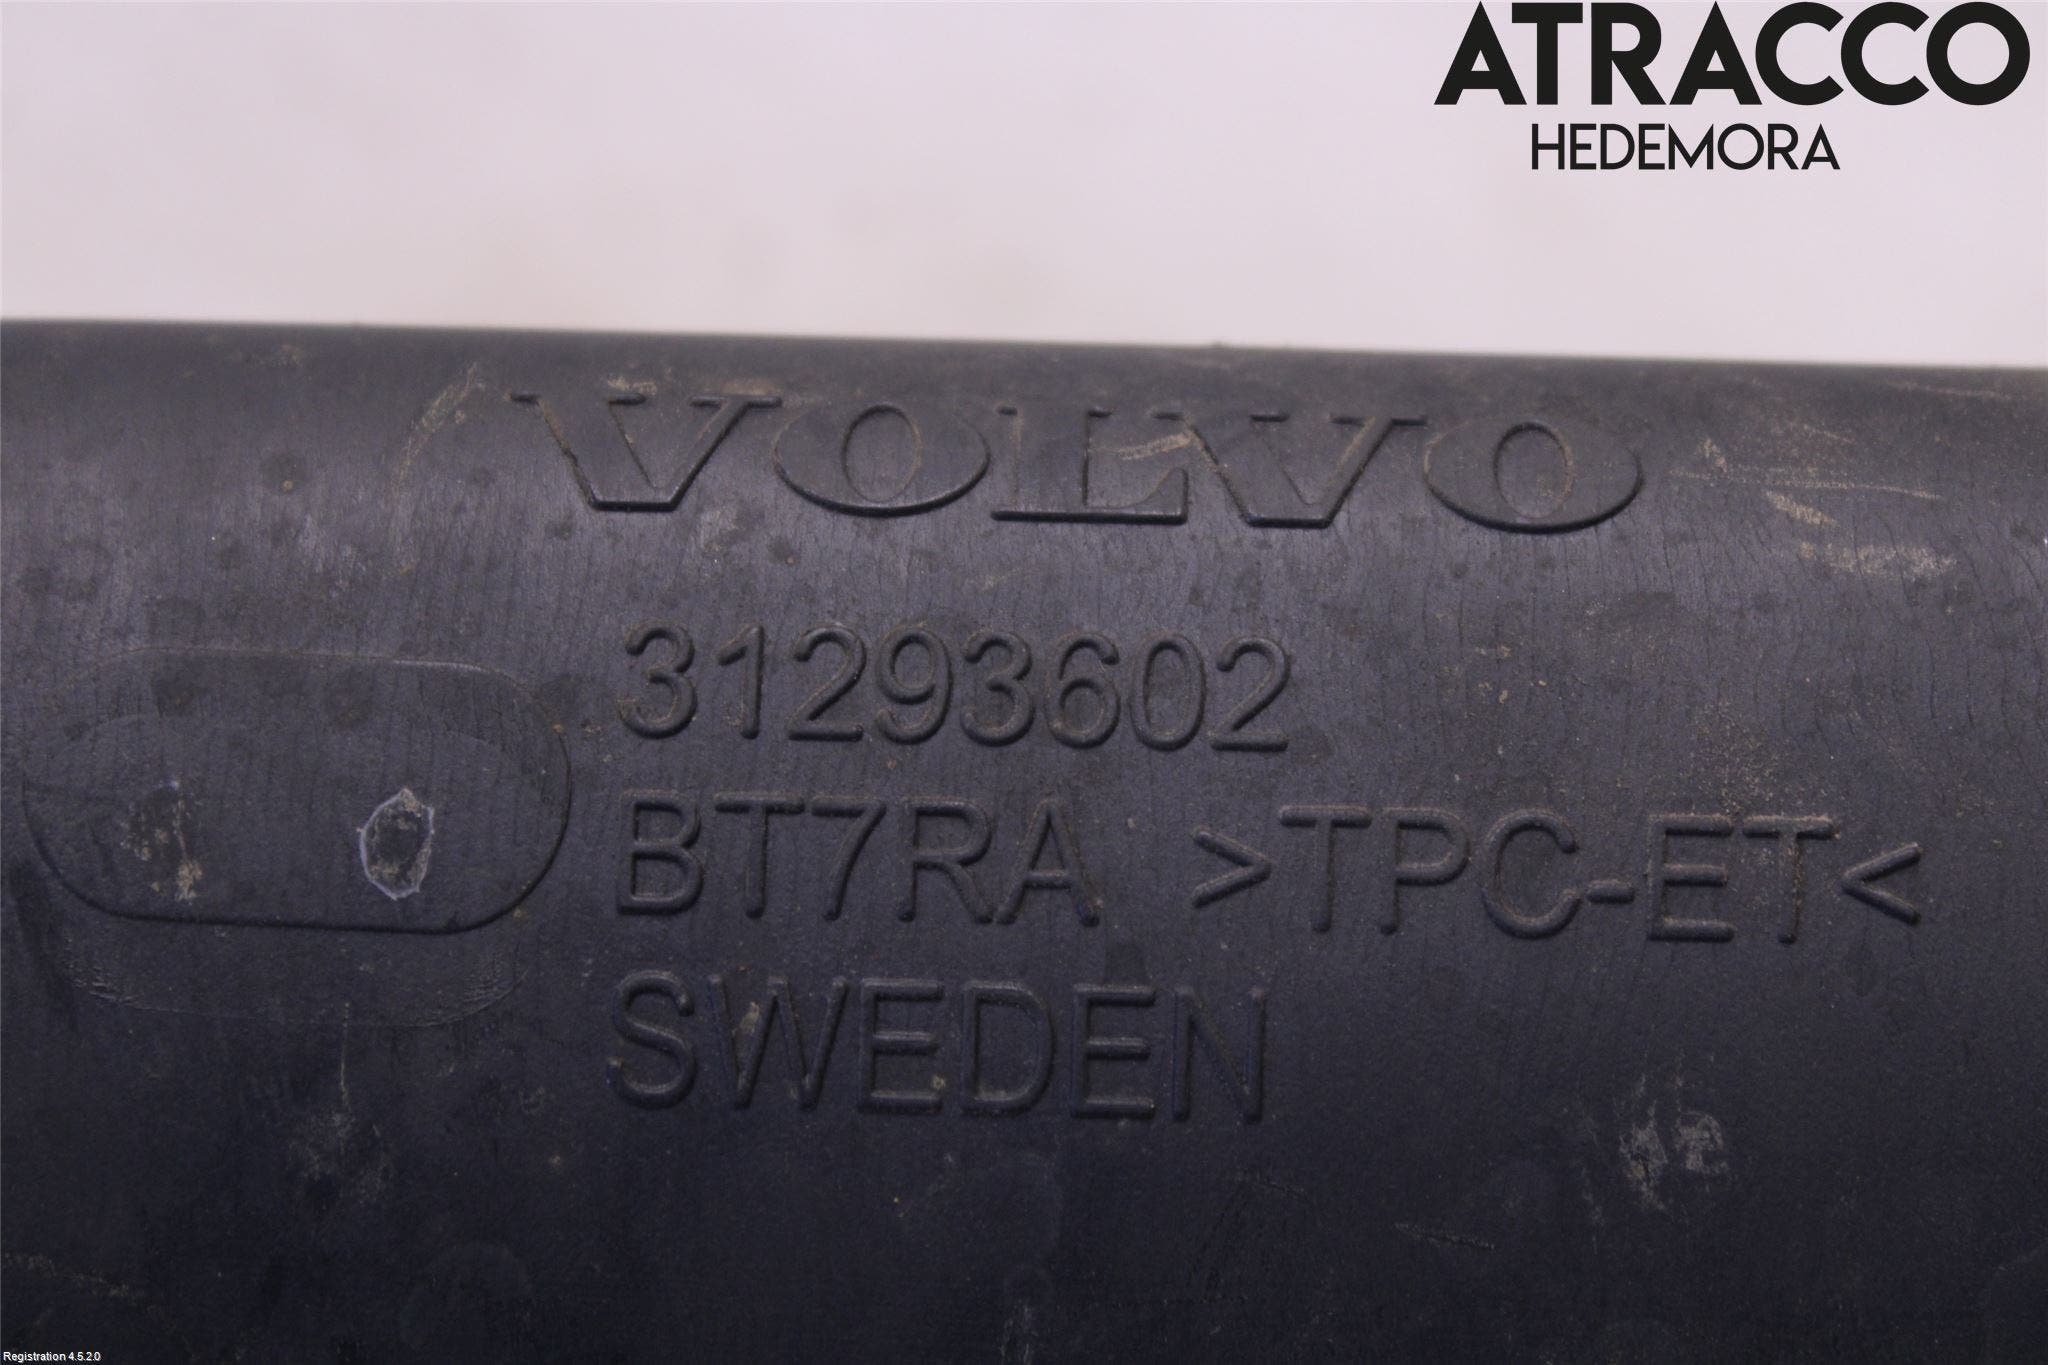 ATRACCO
HEDEMORA
VOLVO
31293602
BT7RA >TPC-ET<
SWEDEN
Registration 4.5.2.0